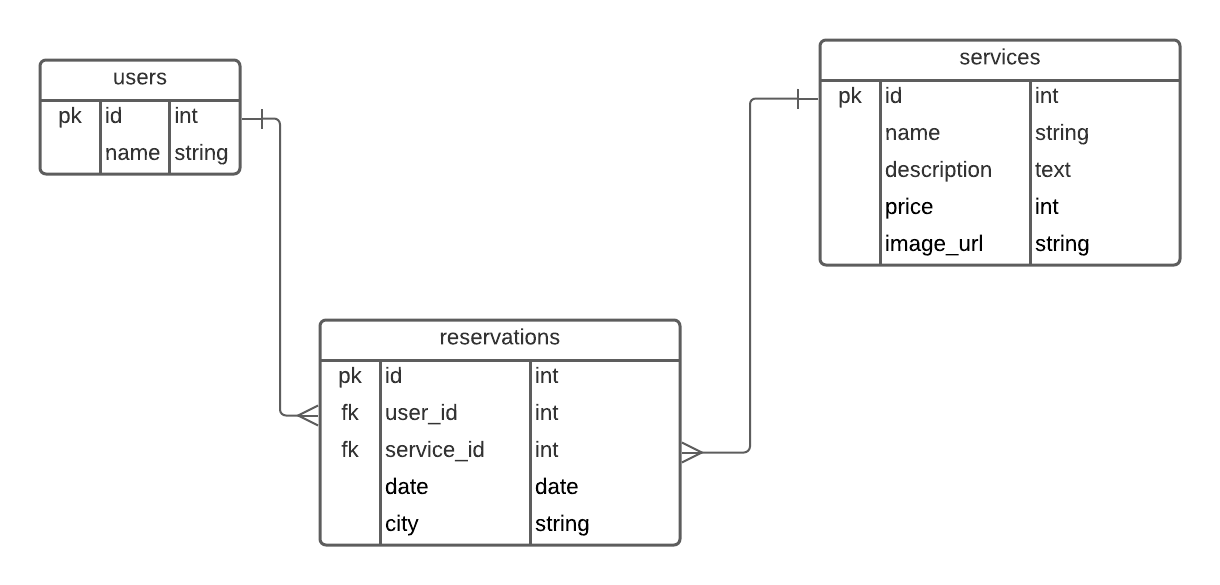 users
pk id int
name string
services
pk id int
name string
description text
price int
image_url string
reservations
pk id int
fk user_id int
fk service_id int
date date
city string